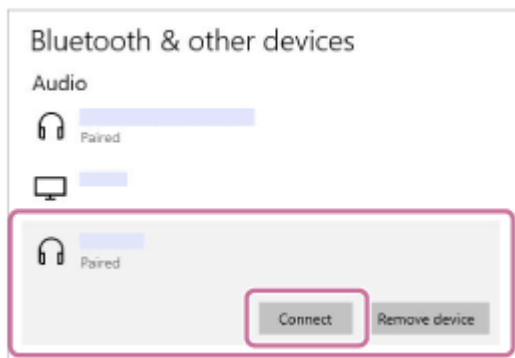 Bluetooth & other devices
Audio
Paired
Paired
Connect Remove device